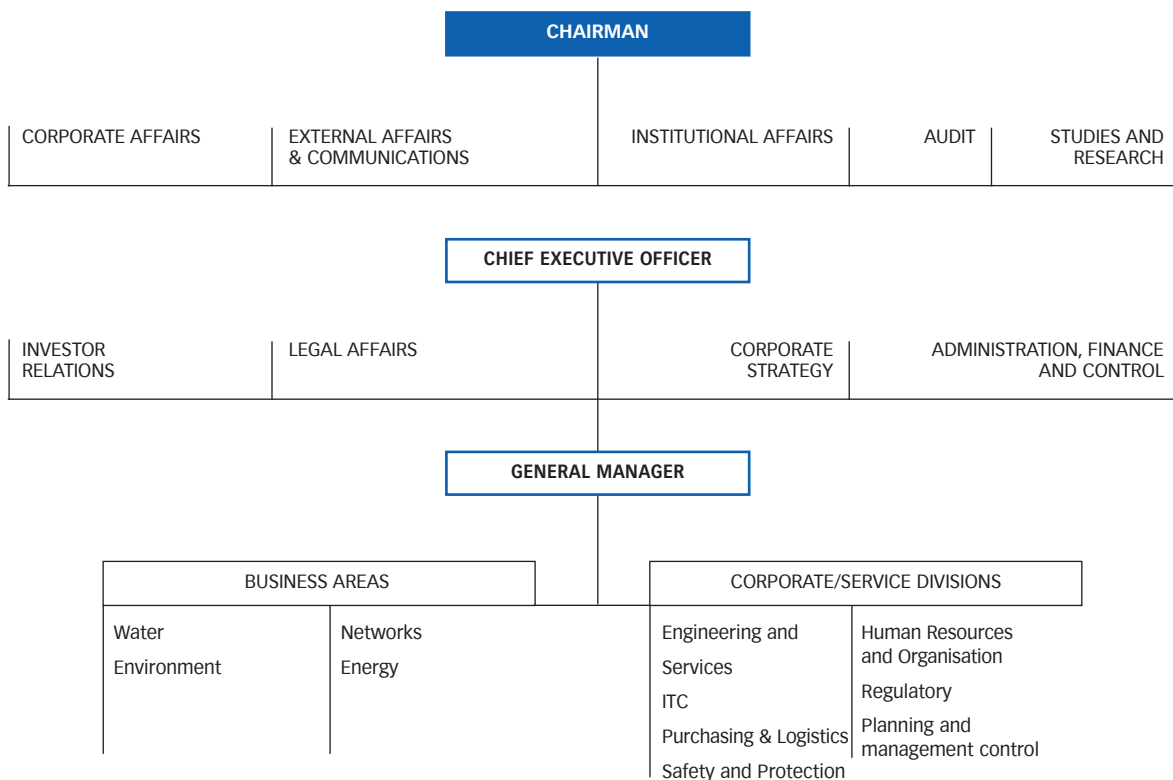 CHAIRMAN
CORPORATE AFFAIRS
EXTERNAL AFFAIRS
& COMMUNICATIONS
INSTITUTIONAL AFFAIRS
AUDIT
STUDIES AND
RESEARCH
CHIEF EXECUTIVE OFFICER
INVESTOR
RELATIONS
LEGAL AFFAIRS
CORPORATE
STRATEGY
ADMINISTRATION, FINANCE
AND CONTROL
GENERAL MANAGER
BUSINESS AREAS
Water
Environment
Networks
Energy
CORPORATE/SERVICE DIVISIONS
Engineering and
Services
ITC
Purchasing & Logistics
Safety and Protection
Human Resources
and Organisation
Regulatory
Planning and
management control